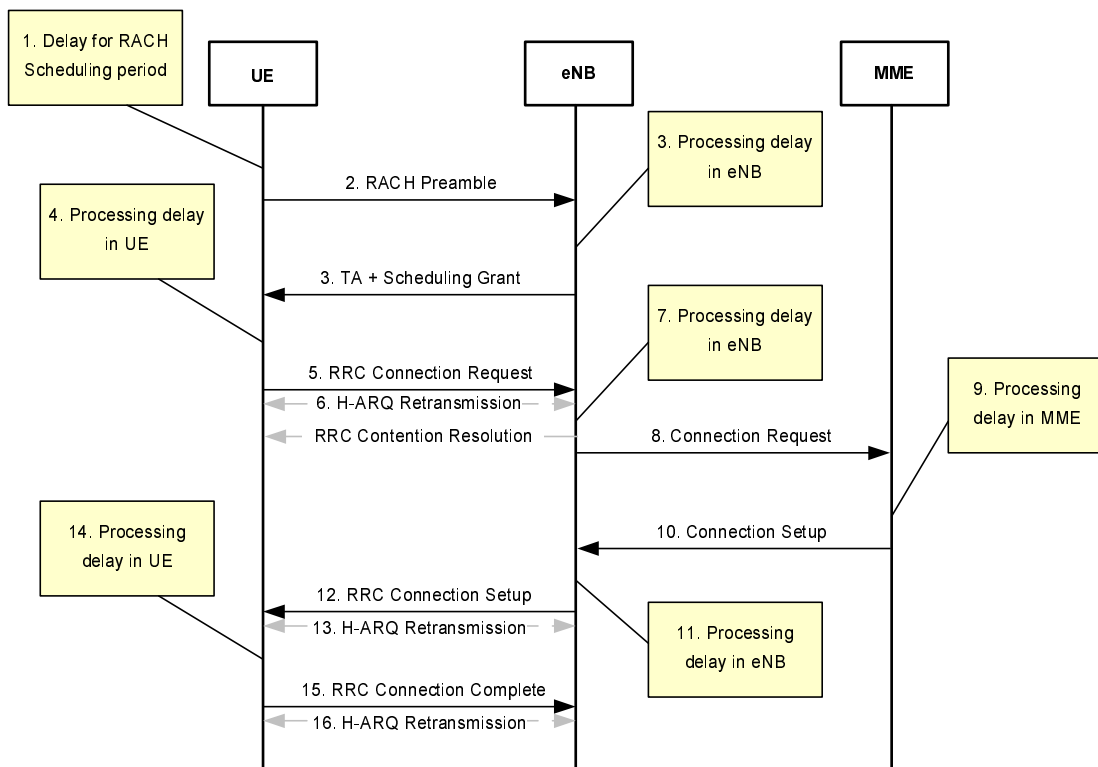 1. Delay for RACH
Scheduling period
UE
eNB
MME
3. Processing delay
in eNB
2. RACH Preamble
4. Processing delay
in UE
3. TA + Scheduling Grant
7. Processing delay
in eNB
5. RRC Connection Request
6. H-ARQ Retransmission
9. Processing
delay in MME
RRC Contention Resolution
8. Connection Request
14. Processing
delay in UE
10. Connection Setup
12. RRC Connection Setup
13. H-ARQ Retransmission
11. Processing
delay in eNB
15. RRC Connection Complete
16. H-ARQ Retransmission